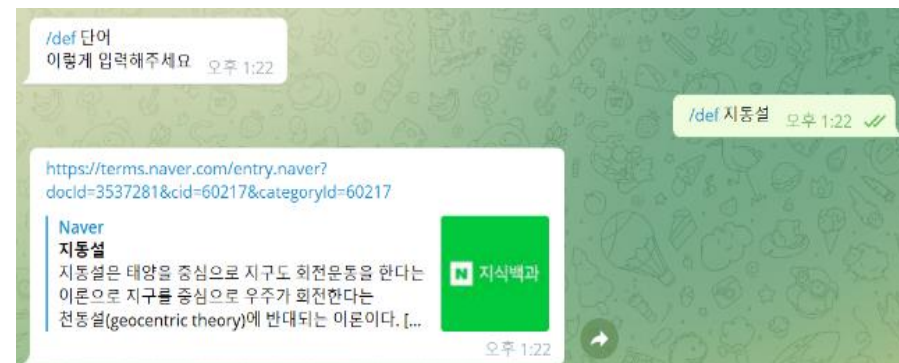 /def 단어
이렇게 입력해주세요
오후 1:22
/def 지동설
오후 1:22
https://terms.naver.com/entry.naver?
docId=3537281&cid=60217&categoryId=60217
Naver
지동설
지동설은 태양을 중심으로 지구도 회전운동을 한다는
이론으로 지구를 중심으로 우주가 회전한다는
천동설(geocentric theory)에 반대되는 이론이다. [...
N 지식백과
오후 1:22